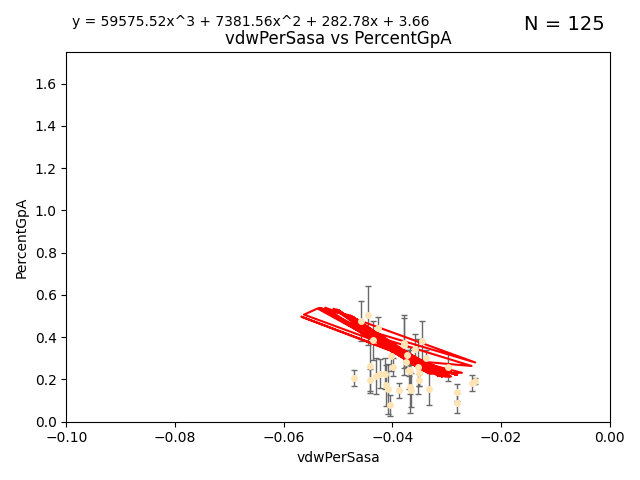 y = 59575.52x^3 + 7381.56x^2 + 282.78x + 3.66
N = 125
vdwPerSasa vs PercentGpA
PercentGpA
1.6
1.4
1.2
1.0
0.8
0.6
0.4
0.2
0.0
−0.10 −0.08 −0.06 −0.04 −0.02 0.00
vdwPerSasa